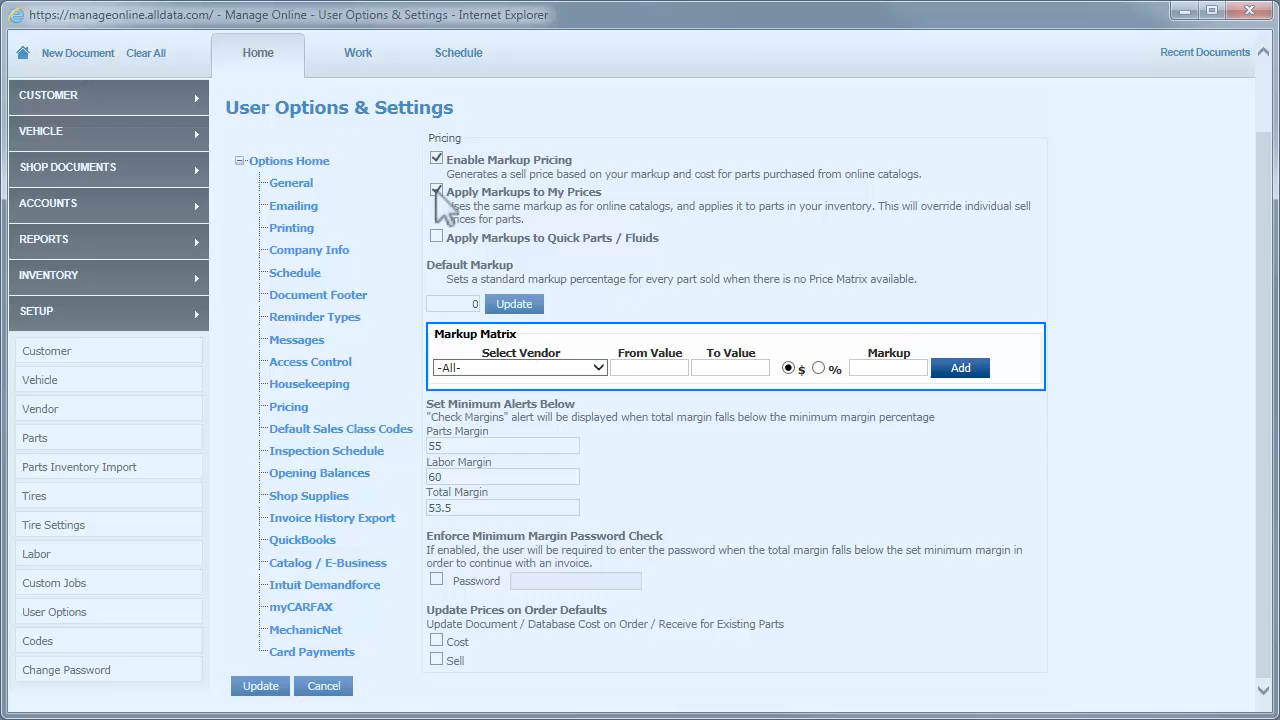 https://manageonline.alldata.com/ - Manage Online - User Options & Settings - Internet Explorer
New Document Clear All
Home
Work
Schedule
Recent Documents
CUSTOMER
VEHICLE
SHOP DOCUMENTS
ACCOUNTS
REPORTS
INVENTORY
SETUP
Customer
Vehicle
Vendor
Parts
Parts Inventory Import
Tires
Tire Settings
Labor
Custom Jobs
User Options
Codes
Change Password
User Options & Settings
Options Home
General
Emailing
Printing
Company Info
Schedule
Document Footer
Reminder Types
Messages
Access Control
Housekeeping
Pricing
Default Sales Class Codes
Inspection Schedule
Opening Balances
Shop Supplies
Invoice History Export
QuickBooks
Catalog / E-Business
Intuit Demandforce
myCARFAX
MechanicNet
Card Payments
Update Cancel
Pricing
Enable Markup Pricing
Generates a sell price based on your markup and cost for parts purchased from online catalogs.
Apply Markups to My Prices
ses the same markup as for online catalogs, and applies it to parts in your inventory. This will override individual sell
rices for parts.
Apply Markups to Quick Parts / Fluids
Default Markup
Sets a standard markup percentage for every part sold when there is no Price Matrix available.
0 Update
Markup Matrix
Select Vendor From Value To Value Markup
-All- $ % Add
Set Minimum Alerts Below
"Check Margins" alert will be displayed when total margin falls below the minimum margin percentage
Parts Margin
55
Labor Margin
60
Total Margin
53.5
Enforce Minimum Margin Password Check
If enabled, the user will be required to enter the password when the total margin falls below the set minimum margin in
order to continue with an invoice.
Password
Update Prices on Order Defaults
Update Document / Database Cost on Order / Receive for Existing Parts
Cost
Sell